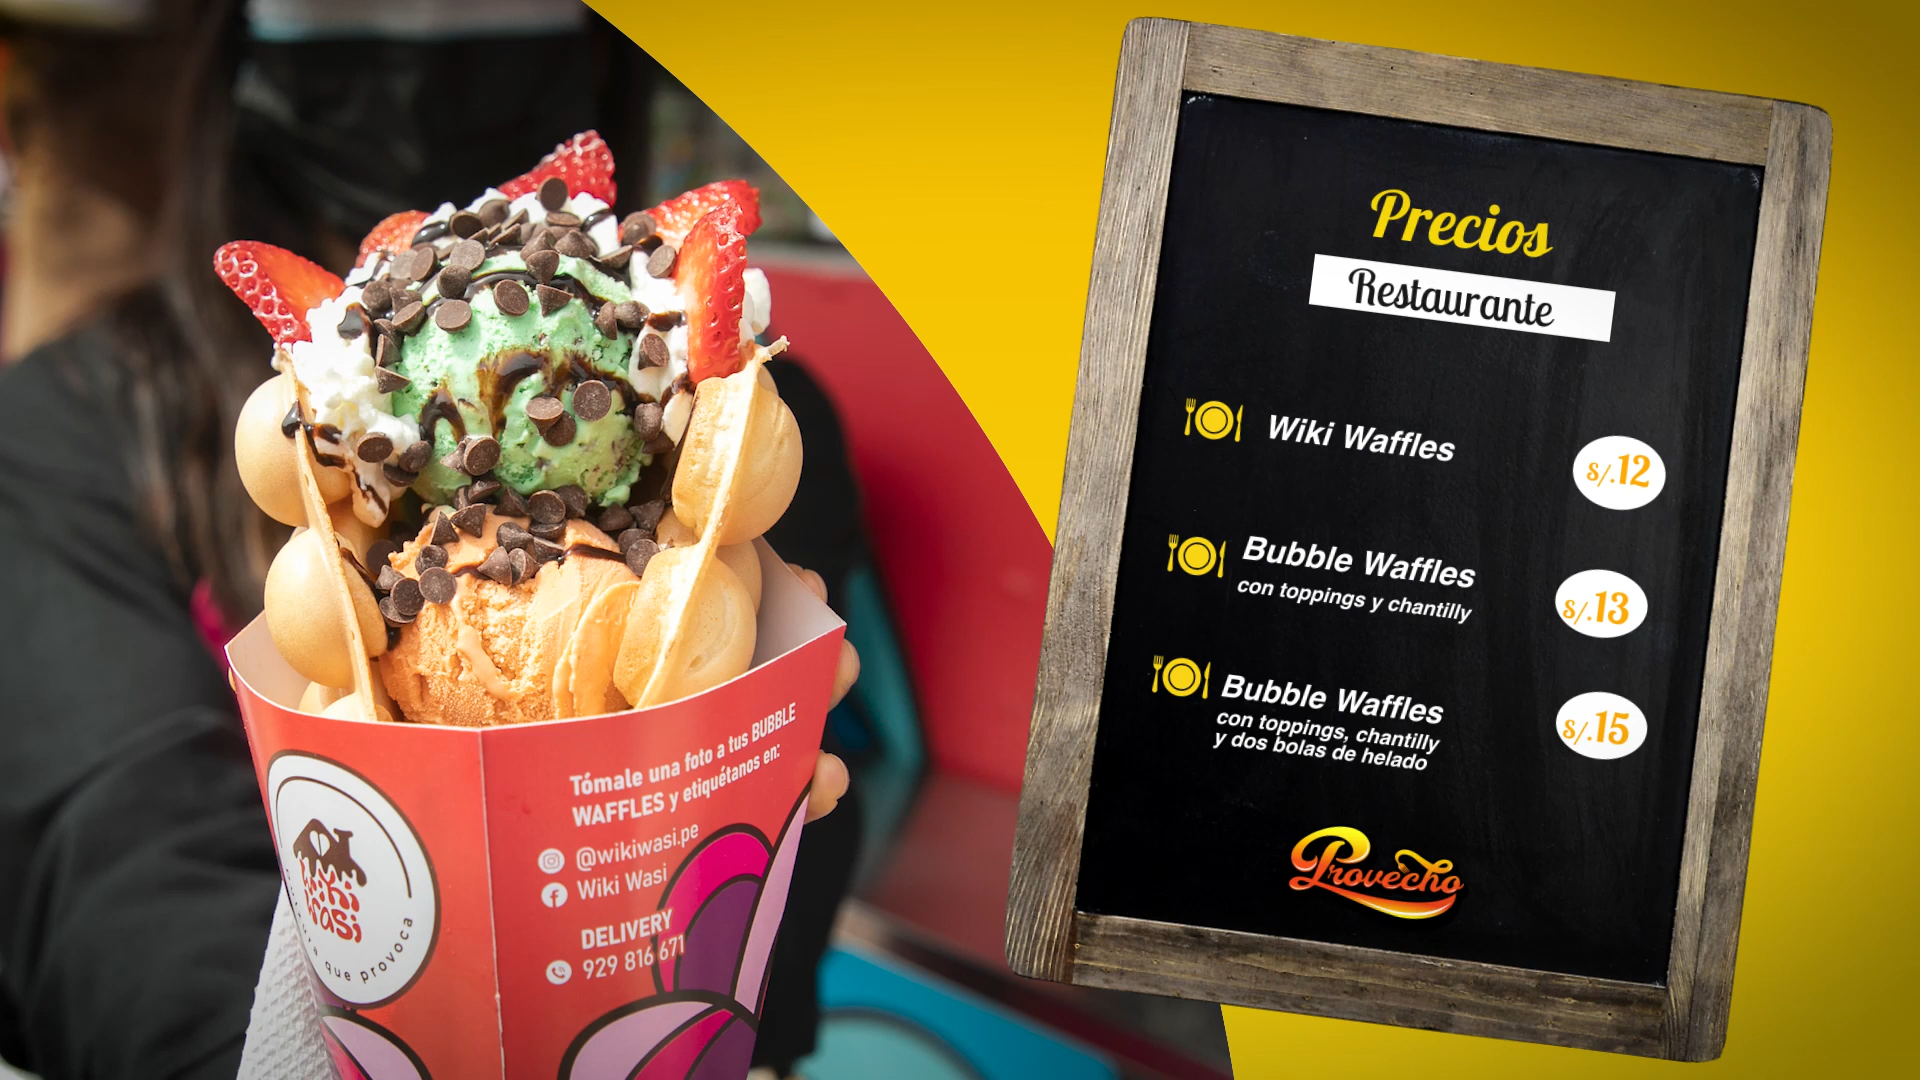 Tómale una foto a tus BUBBLE
WAFFLES y etiquétanos en:
@wikiwasi.pe
Wiki Wasi
DELIVERY
929 816 671
Wiki
Wasi
que provoca
Precios
Restaurante
Wiki Waffles
S/.12
Bubble Waffles
con toppings y chantilly
S/.13
Bubble Waffles
con toppings, chantilly
y dos bolas de helado
S/.15
Provecho